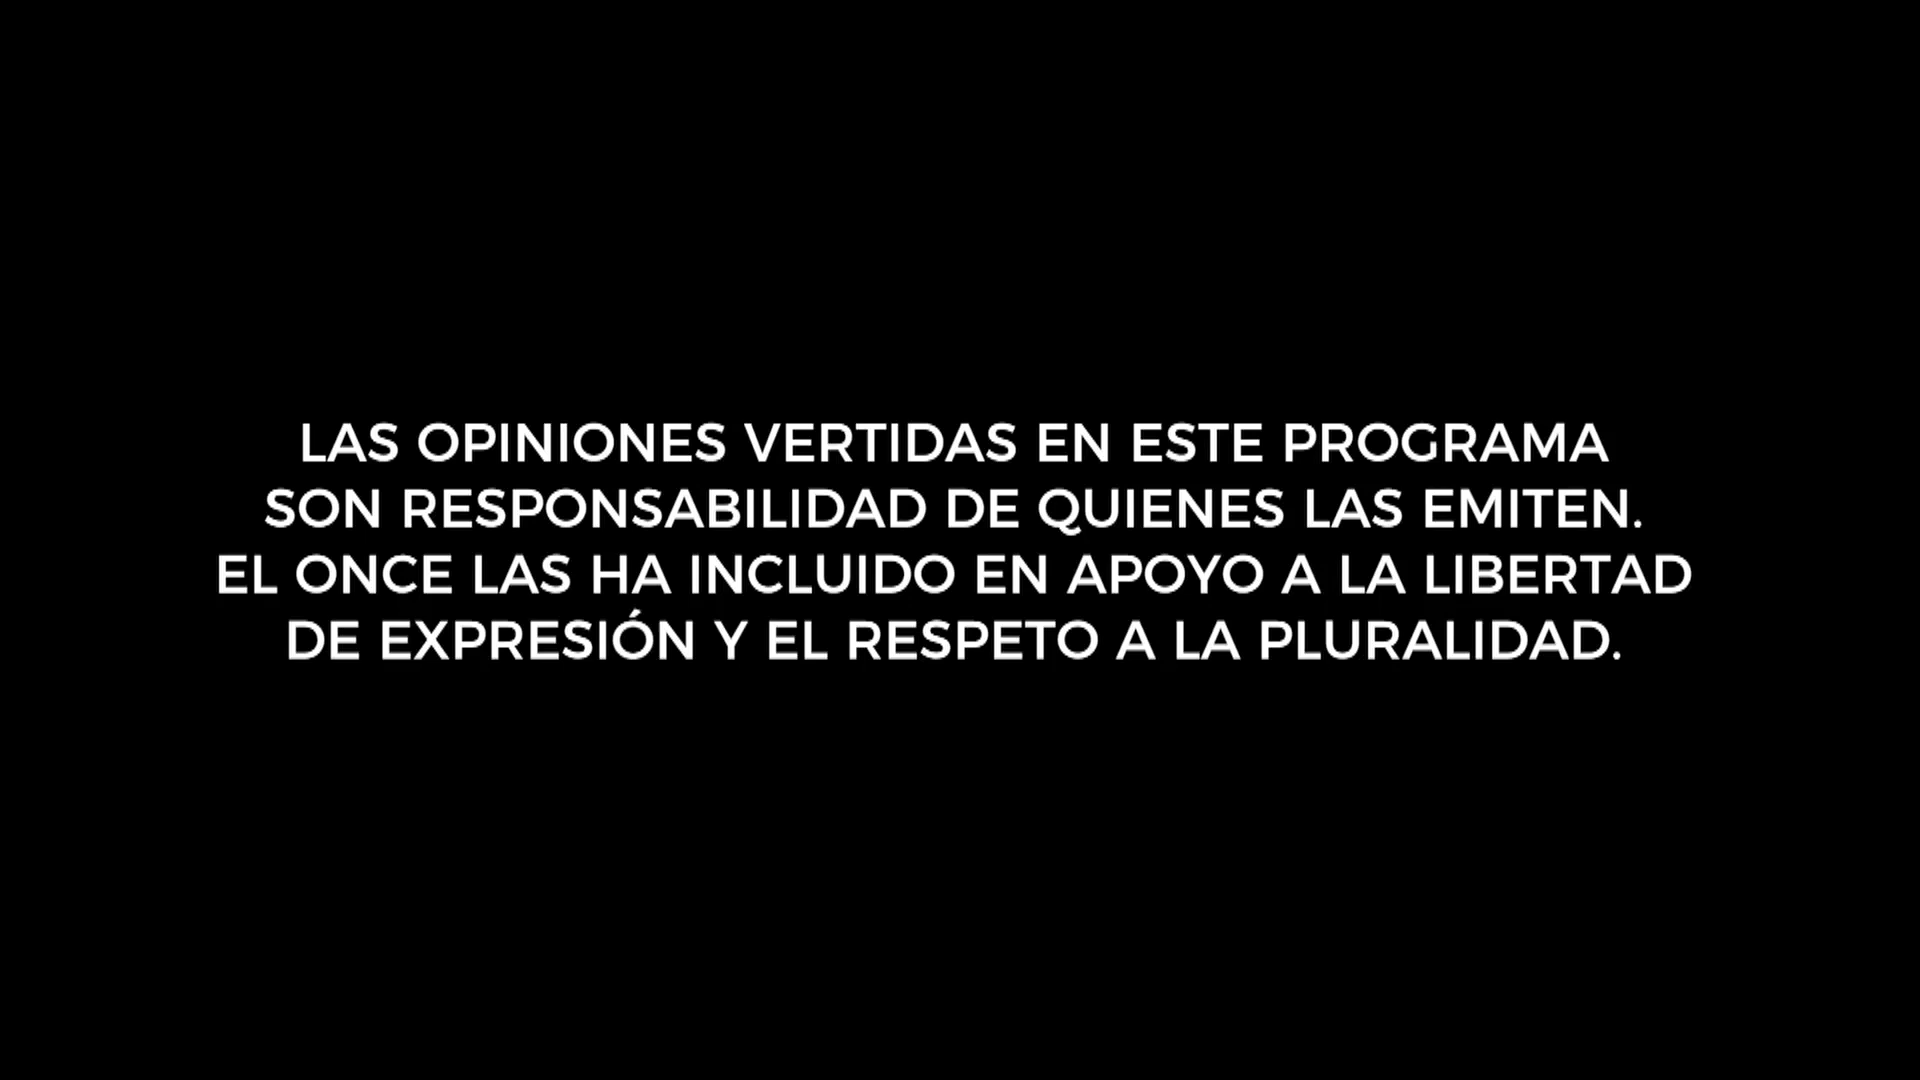 LAS OPINIONES VERTIDAS EN ESTE PROGRAMA
SON RESPONSABILIDAD DE QUIENES LAS EMITEN.
EL ONCE LAS HA INCLUIDO EN APOYO A LA LIBERTAD
DE EXPRESIÓN Y EL RESPETO A LA PLURALIDAD.